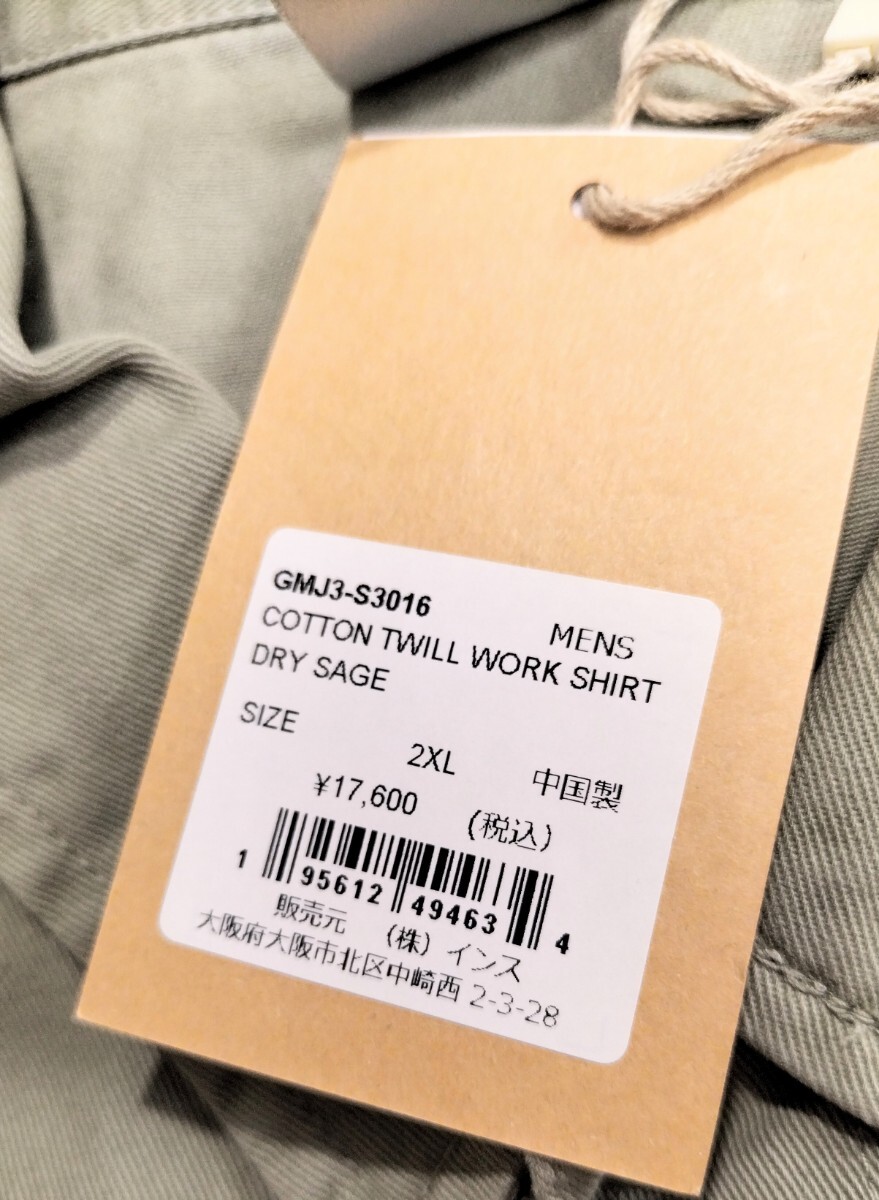 GMJ3-S3016 MENS
COTTON TWILL WORK SHIRT
DRY SAGE
SIZE
2XL 中国製
¥17,600 (税込)
1 95612 49463 4
販売元 (株) インス
大阪府大阪市北区中崎西 2-3-28